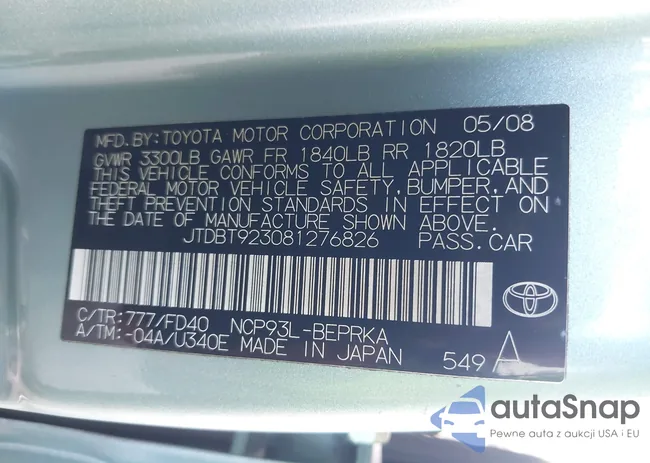 MFD. BY: TOYOTA MOTOR CORPORATION 05/08
GVWR 3300LB GAWR FR 1840LB RR 1820LB
THIS VEHICLE CONFORMS TO ALL APPLICABLE
FEDERAL MOTOR VEHICLE SAFETY, BUMPER, AND
THEFT PREVENTION STANDARDS IN EFFECT ON
THE DATE OF MANUFACTURE SHOWN ABOVE.
JTDBT923081276826 PASS. CAR
C/TR: 777/FD40 NCP93L-BEPRKA
A/TM: -04A/U340E MADE IN JAPAN 549 A
autaSnap
Pewne auta z aukcji USA i EU